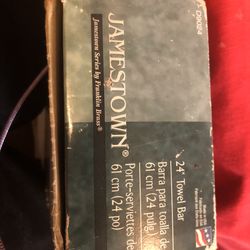 JAMESTOWN®
Jamestown Series by Franklin Brass®
24" Towel Bar
Barra para toalla de
61 cm (24 pulg.)
Porte-serviettes de
61 cm (24 po)